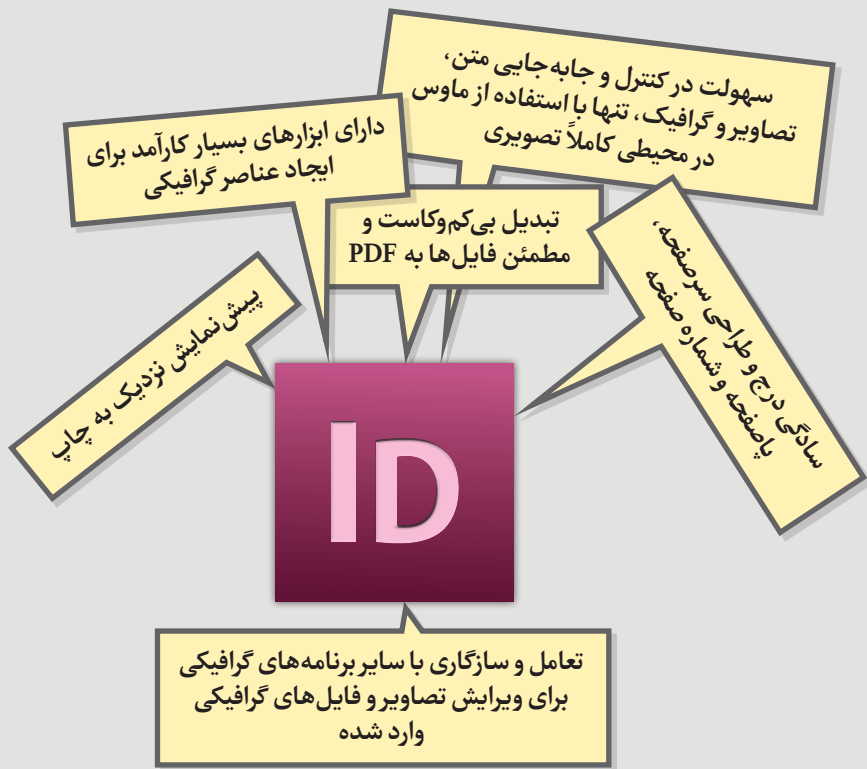 سهولت در کنترل و جابه‌جایی متن،
تصاویر و گرافیک، تنها با استفاده از ماوس
در محیطی کاملاً تصویری
دارای ابزارهای بسیار کارآمد برای
ایجاد عناصر گرافیکی
تبدیل بی‌کم‌وکاست و
مطمئن فایل‌ها به PDF
سادگی درج و طراحی سرصفحه،
پاصفحه و شماره صفحه
پیش‌نمایش نزدیک به چاپ
ID
تعامل و سازگاری با سایر برنامه‌های گرافیکی
برای ویرایش تصاویر و فایل‌های گرافیکی
وارد شده